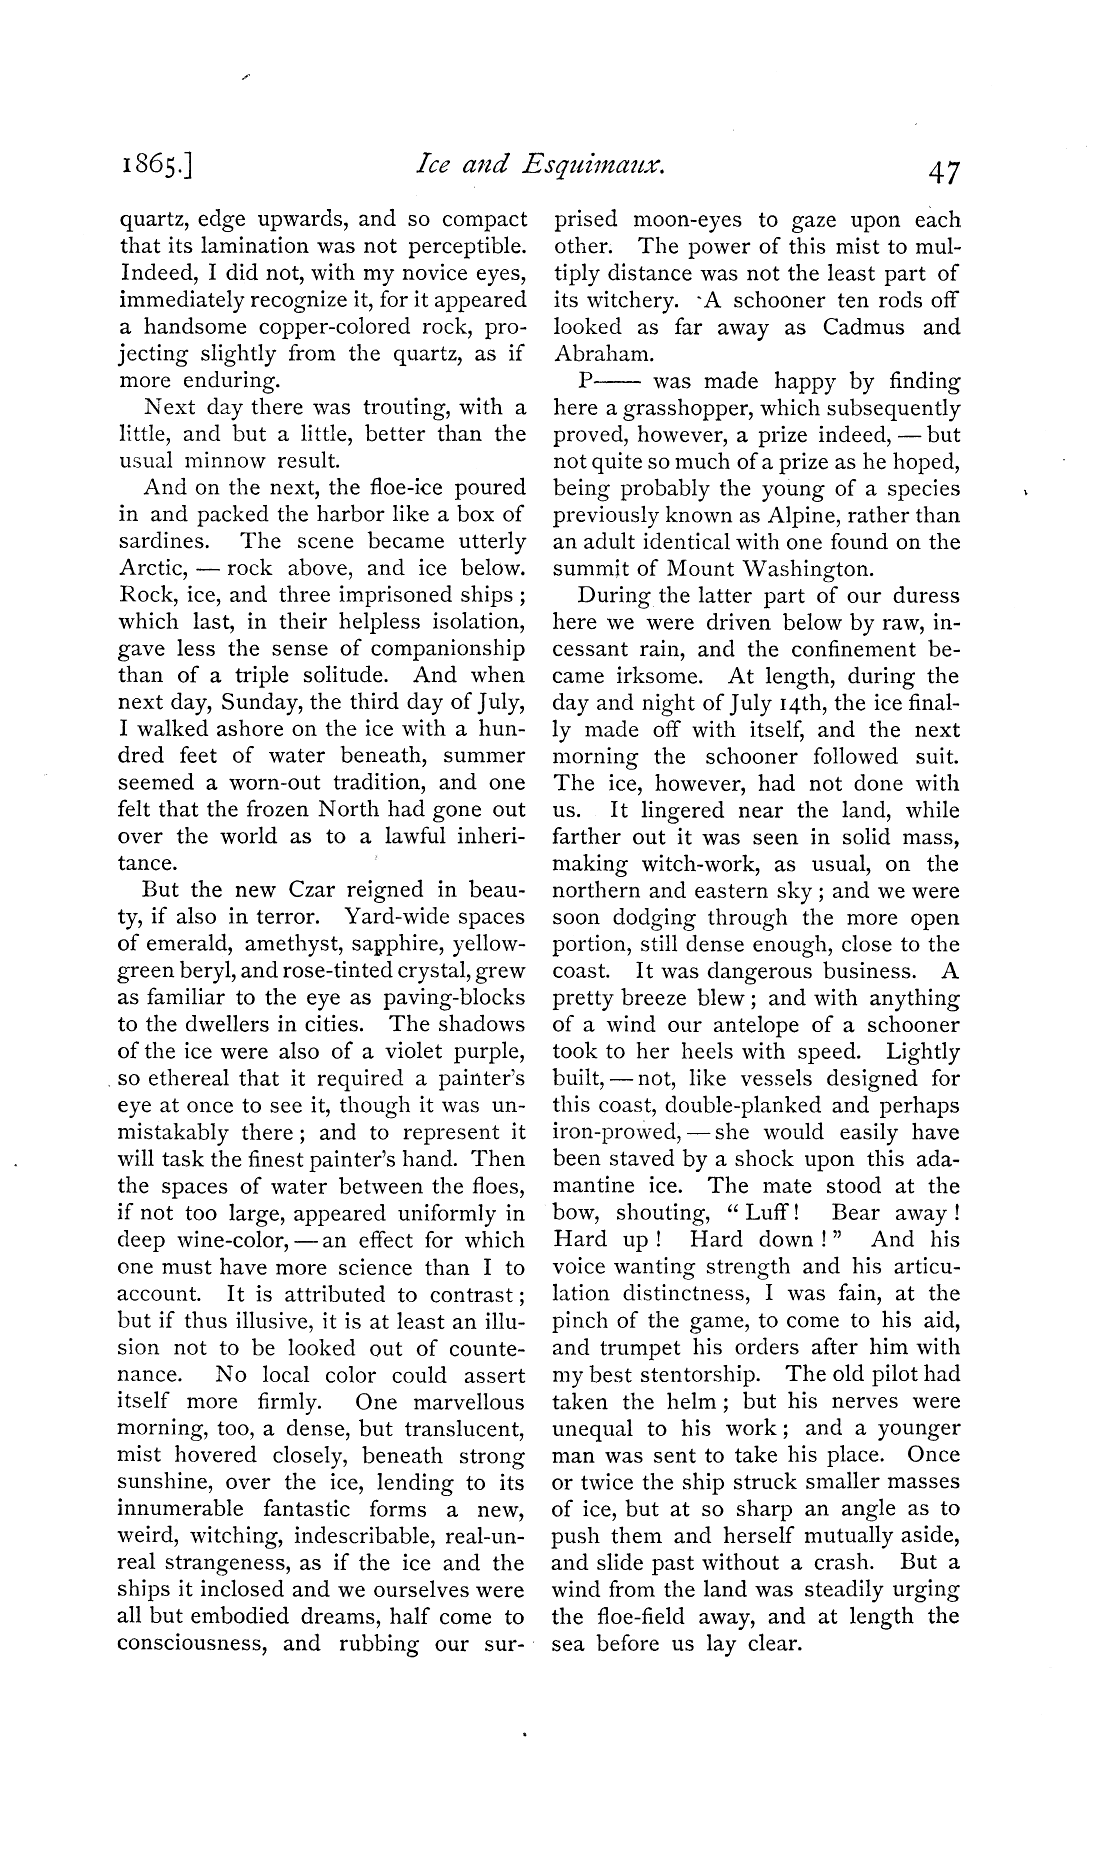 1865.] Ice and Esquimaux. 47
quartz, edge upwards, and so compact
that its lamination was not perceptible.
Indeed, I did not, with my novice eyes,
immediately recognize it, for it appeared
a handsome copper-colored rock, pro-
jecting slightly from the quartz, as if
more enduring.
Next day there was trouting, with a
little, and but a little, better than the
usual minnow result.
And on the next, the floe-ice poured
in and packed the harbor like a box of
sardines. The scene became utterly
Arctic, — rock above, and ice below.
Rock, ice, and three imprisoned ships ;
which last, in their helpless isolation,
gave less the sense of companionship
than of a triple solitude. And when
next day, Sunday, the third day of July,
I walked ashore on the ice with a hun-
dred feet of water beneath, summer
seemed a worn-out tradition, and one
felt that the frozen North had gone out
over the world as to a lawful inheri-
tance.
But the new Czar reigned in beau-
ty, if also in terror. Yard-wide spaces
of emerald, amethyst, sapphire, yellow-
green beryl, and rose-tinted crystal, grew
as familiar to the eye as paving-blocks
to the dwellers in cities. The shadows
of the ice were also of a violet purple,
so ethereal that it required a painter's
eye at once to see it, though it was un-
mistakably there ; and to represent it
will task the finest painter's hand. Then
the spaces of water between the floes,
if not too large, appeared uniformly in
deep wine-color, — an effect for which
one must have more science than I to
account. It is attributed to contrast ;
but if thus illusive, it is at least an illu-
sion not to be looked out of counte-
nance. No local color could assert
itself more firmly. One marvellous
morning, too, a dense, but translucent,
mist hovered closely, beneath strong
sunshine, over the ice, lending to its
innumerable fantastic forms a new,
weird, witching, indescribable, real-un-
real strangeness, as if the ice and the
ships it inclosed and we ourselves were
all but embodied dreams, half come to
consciousness, and rubbing our sur-
prised moon-eyes to gaze upon each
other. The power of this mist to mul-
tiply distance was not the least part of
its witchery. A schooner ten rods off
looked as far away as Cadmus and
Abraham.
P—— was made happy by finding
here a grasshopper, which subsequently
proved, however, a prize indeed, — but
not quite so much of a prize as he hoped,
being probably the young of a species
previously known as Alpine, rather than
an adult identical with one found on the
summit of Mount Washington.
During the latter part of our duress
here we were driven below by raw, in-
cessant rain, and the confinement be-
came irksome. At length, during the
day and night of July 14th, the ice final-
ly made off with itself, and the next
morning the schooner followed suit.
The ice, however, had not done with
us. It lingered near the land, while
farther out it was seen in solid mass,
making witch-work, as usual, on the
northern and eastern sky ; and we were
soon dodging through the more open
portion, still dense enough, close to the
coast. It was dangerous business. A
pretty breeze blew ; and with anything
of a wind our antelope of a schooner
took to her heels with speed. Lightly
built, — not, like vessels designed for
this coast, double-planked and perhaps
iron-prowed, — she would easily have
been staved by a shock upon this ada-
mantine ice. The mate stood at the
bow, shouting, “ Luff ! Bear away !
Hard up ! Hard down ! ” And his
voice wanting strength and his articu-
lation distinctness, I was fain, at the
pinch of the game, to come to his aid,
and trumpet his orders after him with
my best stentorship. The old pilot had
taken the helm ; but his nerves were
unequal to his work ; and a younger
man was sent to take his place. Once
or twice the ship struck smaller masses
of ice, but at so sharp an angle as to
push them and herself mutually aside,
and slide past without a crash. But a
wind from the land was steadily urging
the floe-field away, and at length the
sea before us lay clear.